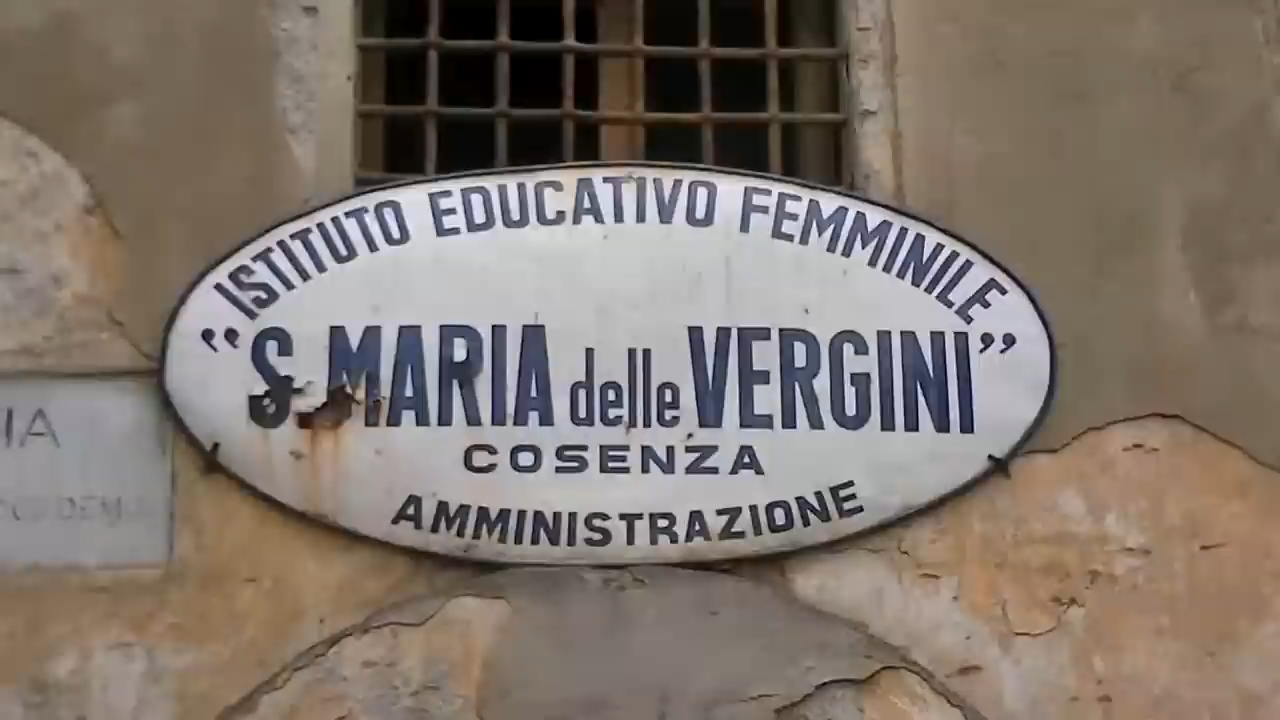 ISTITUTO EDUCATIVO FEMMINILE
"S. MARIA delle VERGINI"
COSENZA
AMMINISTRAZIONE